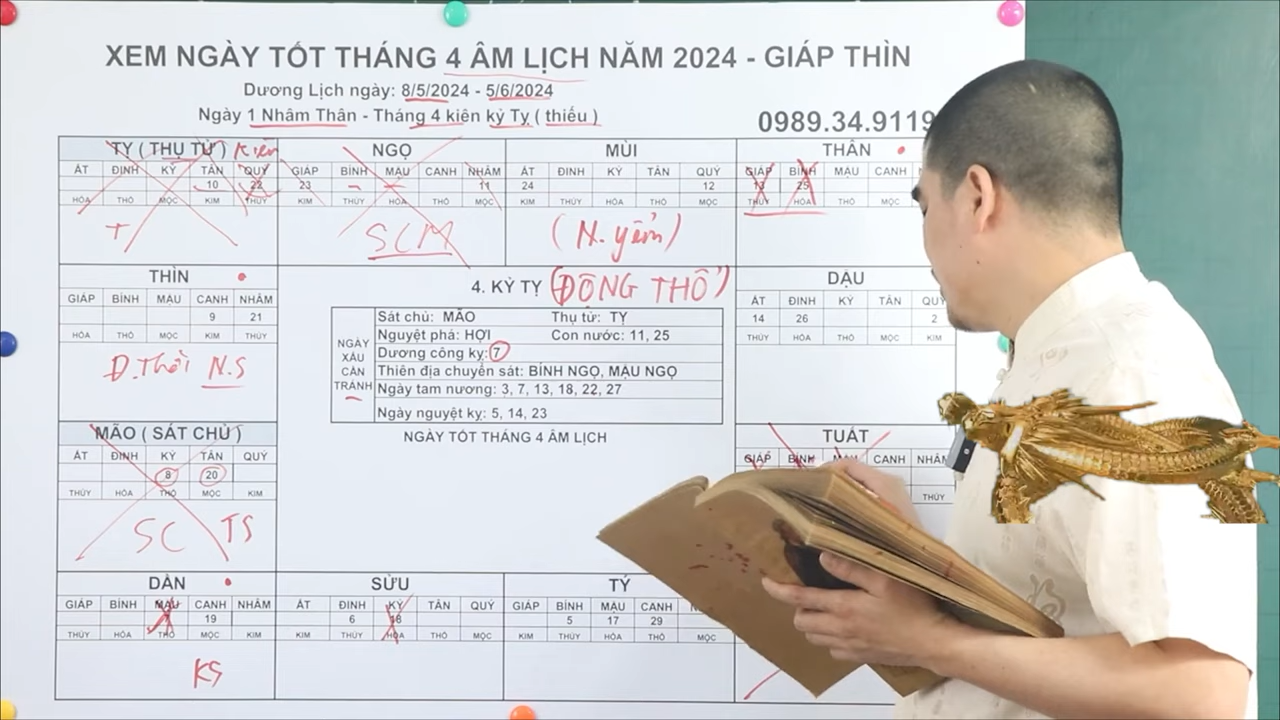 XEM NGÀY TỐT THÁNG 4 ÂM LỊCH NĂM 2024 - GIÁP THÌN
Dương Lịch ngày: 8/5/2024 - 5/6/2024
Ngày 1 Nhâm Thân - Tháng 4 kiện kỷ Tỵ ( thiếu )
0989.34.9119
TỴ ( THỤ TỬ ) Kiên
ẤT ĐINH KỶ TÂN QUÝ
10 22
HỎA THỔ MỘC KIM THỦY
T
NGỌ
GIÁP BÍNH MẬU CANH NHÂM
23 11
KIM THỦY HỎA THỔ MỘC
SCM
MÙI
ẤT ĐINH KỶ TÂN QUÝ
24 12
KIM THỦY HỎA THỔ MỘC
(N. yểm)
THÂN
GIÁP BÍNH MẬU CANH
13 25
THỦY HỎA THỔ MỘC
THÌN
GIÁP BÍNH MẬU CANH NHÂM
9 21
HỎA THỔ MỘC KIM THỦY
Đ.Thời N.S
4. KỶ TỴ (ĐỘNG THỔ)
NGÀY XẤU CẦN TRÁNH
Sát chủ: MÃO Thụ tử: TỴ
Nguyệt phá: HỢI Con nước: 11, 25
Dương công kỵ: 7
Thiên địa chuyển sát: BÍNH NGỌ, MẬU NGỌ
Ngày tam nương: 3, 7, 13, 18, 22, 27
Ngày nguyệt kỵ: 5, 14, 23
NGÀY TỐT THÁNG 4 ÂM LỊCH
DẬU
ẤT ĐINH KỶ TÂN QUÝ
14 26 2
THỦY HỎA THỔ MỘC KIM
MÃO ( SÁT CHỦ )
ẤT ĐINH KỶ TÂN QUÝ
8 20
THỦY HỎA THỔ MỘC KIM
SC TS
TUẤT
GIÁP BÍNH MẬU CANH NHÂM
THỦY
DẦN
GIÁP BÍNH MẬU CANH NHÂM
19
THỦY HỎA THỔ MỘC KIM
KS
SỬU
ẤT ĐINH KỶ TÂN QUÝ
6 18
KIM THỦY HỎA THỔ MỘC
TÝ
GIÁP BÍNH MẬU CANH
5 17 29
KIM THỦY HỎA THỔ MỘC